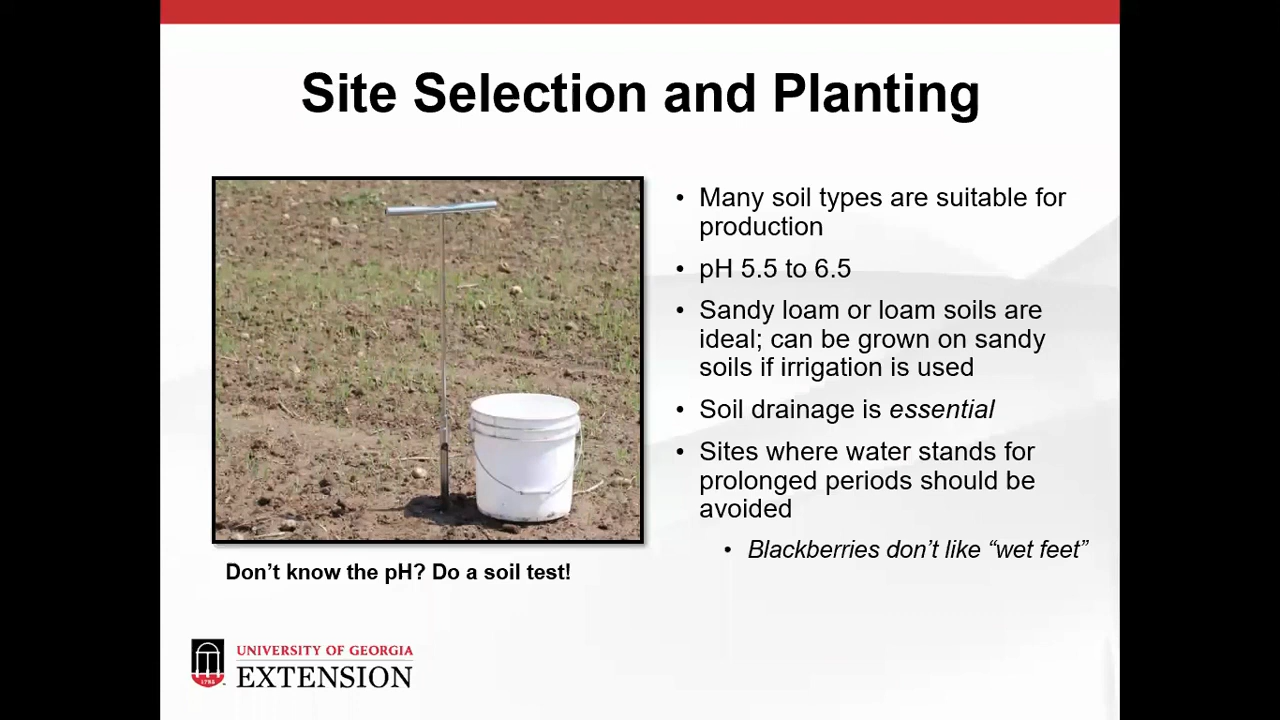 Site Selection and Planting
• Many soil types are suitable for
production
• pH 5.5 to 6.5
• Sandy loam or loam soils are
ideal; can be grown on sandy
soils if irrigation is used
• Soil drainage is essential
• Sites where water stands for
prolonged periods should be
avoided
• Blackberries don’t like “wet feet”
Don’t know the pH? Do a soil test!
UNIVERSITY OF GEORGIA
EXTENSION
1785